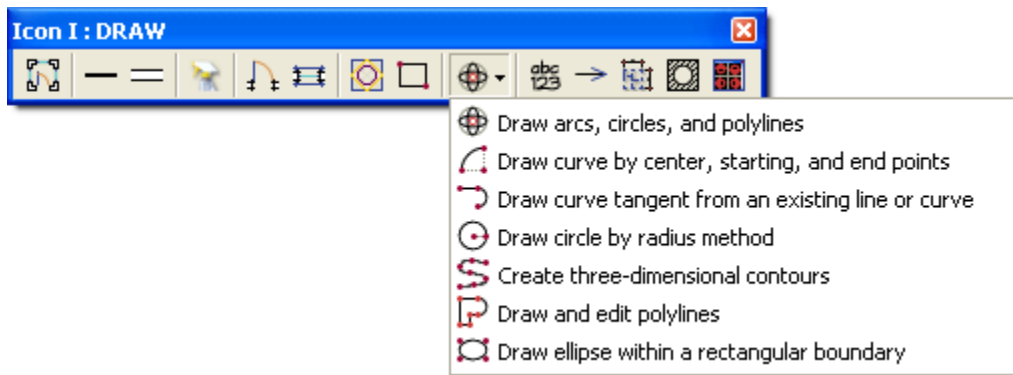 Icon I : DRAW
abc
123
Draw arcs, circles, and polylines
Draw curve by center, starting, and end points
Draw curve tangent from an existing line or curve
Draw circle by radius method
Create three-dimensional contours
Draw and edit polylines
Draw ellipse within a rectangular boundary